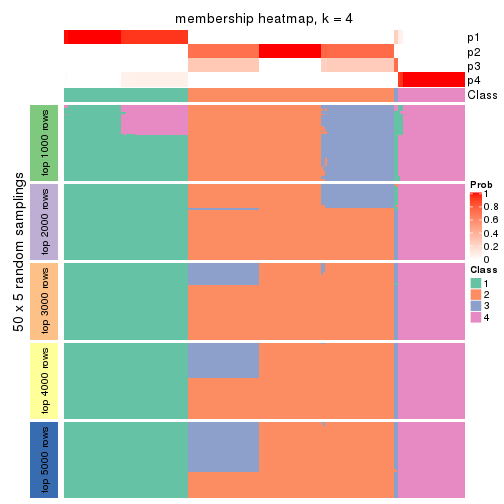 membership heatmap, k = 4
p1
p2
p3
p4
Class
50 x 5 random samplings
top 1000 rows
top 2000 rows
top 3000 rows
top 4000 rows
top 5000 rows
Prob
1
0.8
0.6
0.4
0.2
0
Class
1
2
3
4